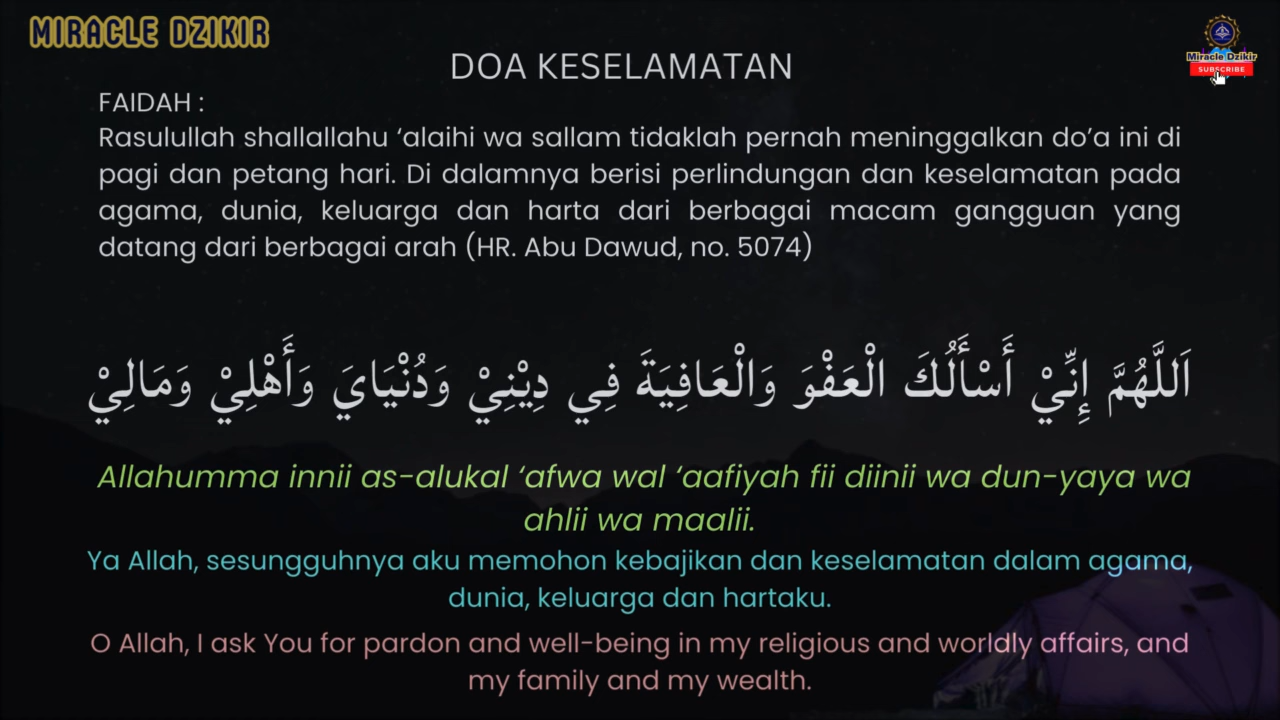 MIRACLE DZIKIR
Miracle Dzikir
SUBSCRIBE
DOA KESELAMATAN
FAIDAH :
Rasulullah shallallahu ‘alaihi wa sallam tidaklah pernah meninggalkan do’a ini di
pagi dan petang hari. Di dalamnya berisi perlindungan dan keselamatan pada
agama, dunia, keluarga dan harta dari berbagai macam gangguan yang
datang dari berbagai arah (HR. Abu Dawud, no. 5074)
اَللَّهُمَّ إِنِّيْ أَسْأَلُكَ الْعَفْوَ وَالْعَافِيَةَ فِي دِيْنِيْ وَدُنْيَايَ وَأَهْلِيْ وَمَالِيْ
Allahumma innii as-alukal ‘afwa wal ‘aafiyah fii diinii wa dun-yaya wa
ahlii wa maalii.
Ya Allah, sesungguhnya aku memohon kebajikan dan keselamatan dalam agama,
dunia, keluarga dan hartaku.
O Allah, I ask You for pardon and well-being in my religious and worldly affairs, and
my family and my wealth.